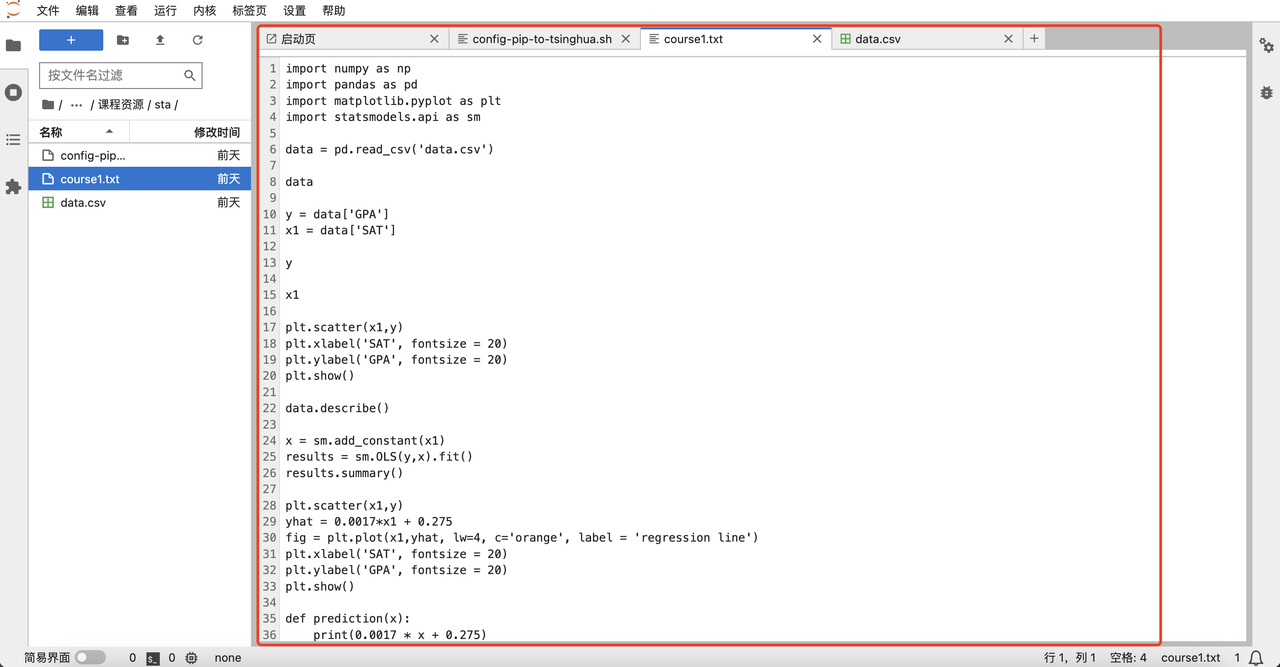 文件 编辑 查看 运行 内核 标签页 设置 帮助
+
按文件名过滤
/ ··· / 课程资源 / sta /
名称 修改时间
config-pip... 前天
course1.txt 前天
data.csv 前天
启动页 config-pip-to-tsinghua.sh course1.txt data.csv +
1 import numpy as np
2 import pandas as pd
3 import matplotlib.pyplot as plt
4 import statsmodels.api as sm
5
6 data = pd.read_csv('data.csv')
7
8 data
9
10 y = data['GPA']
11 x1 = data['SAT']
12
13 y
14
15 x1
16
17 plt.scatter(x1,y)
18 plt.xlabel('SAT', fontsize = 20)
19 plt.ylabel('GPA', fontsize = 20)
20 plt.show()
21
22 data.describe()
23
24 x = sm.add_constant(x1)
25 results = sm.OLS(y,x).fit()
26 results.summary()
27
28 plt.scatter(x1,y)
29 yhat = 0.0017*x1 + 0.275
30 fig = plt.plot(x1,yhat, lw=4, c='orange', label = 'regression line')
31 plt.xlabel('SAT', fontsize = 20)
32 plt.ylabel('GPA', fontsize = 20)
33 plt.show()
34
35 def prediction(x):
36     print(0.0017 * x + 0.275)
简易界面 0 0 none 行 1，列 1 空格: 4 course1.txt 1